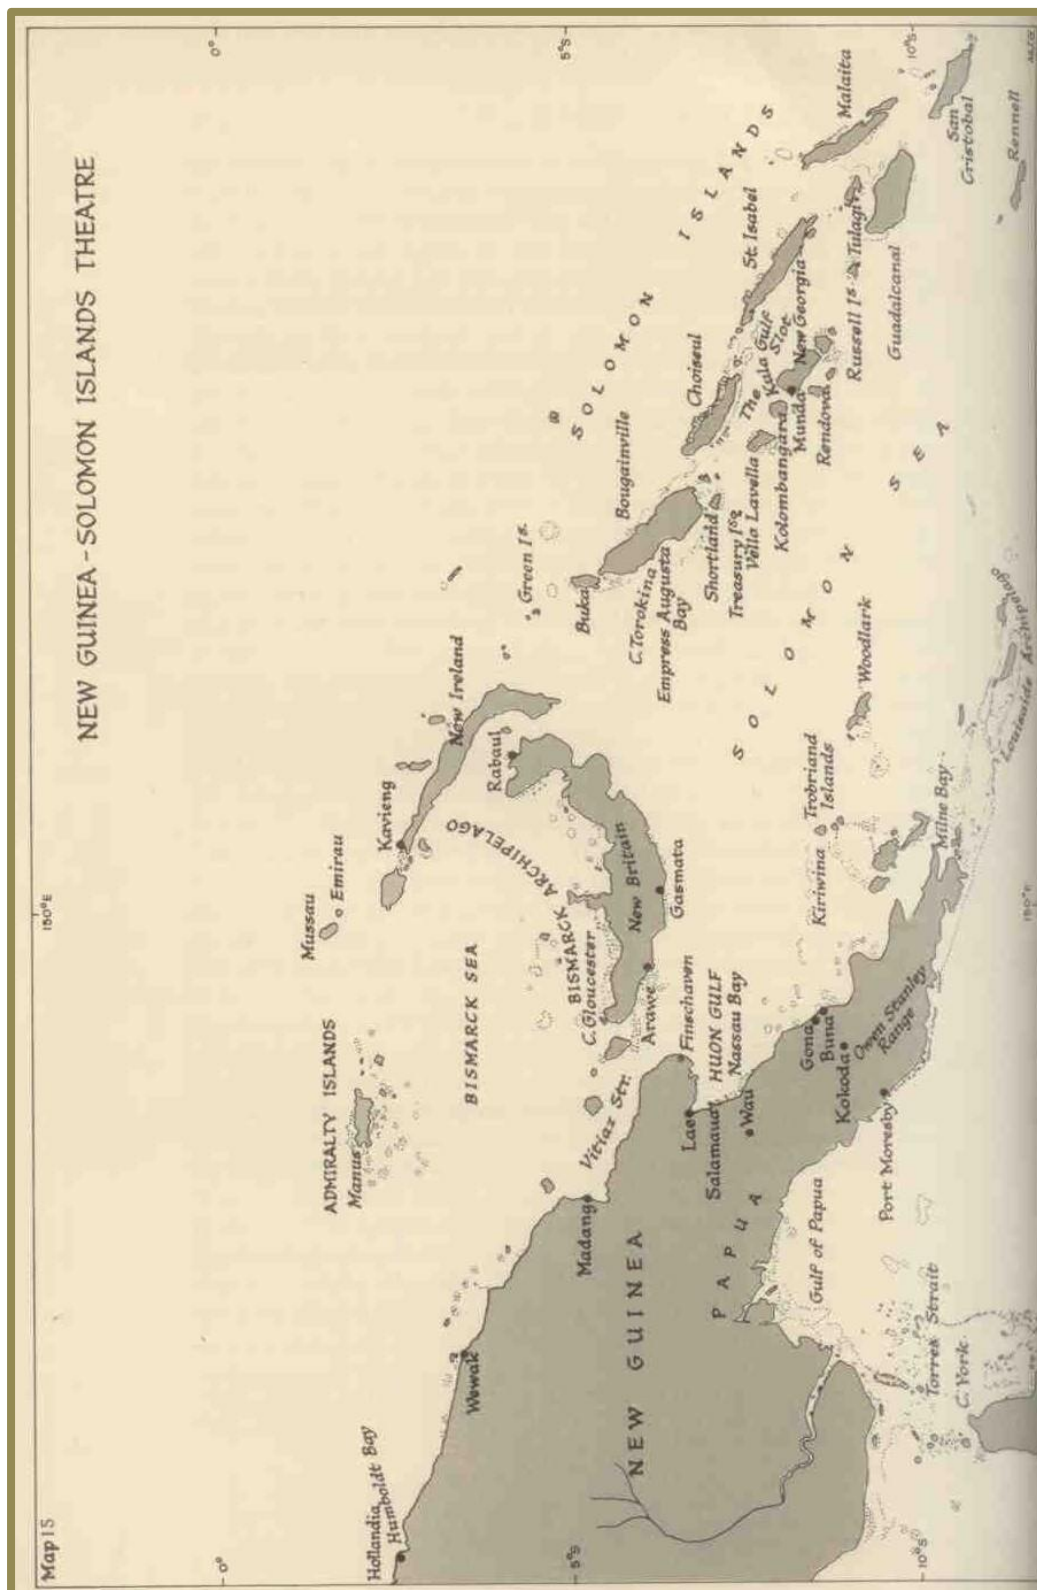 Map 15
NEW GUINEA - SOLOMON ISLANDS THEATRE
150°E
0°
0°
Mussau
Emirau
ADMIRALTY ISLANDS
Manus
Kavieng
New Ireland
Hollandia
Humboldt Bay
Wewak
BISMARCK SEA
BISMARCK ARCHIPELAGO
Rabaul
Green Is.
Buka
Bougainville
SOLOMON ISLANDS
5°S
5°S
Madang
Vitiaz Str.
C. Gloucester
New Britain
Arawe
Gasmata
C. Torokina
Empress Augusta
Bay
Shortland
Treasury Is.
Choiseul
Vella Lavella
The Slot
Kula Gulf
Kolombangara
Munda
New Georgia
Rendova
St. Isabel
Malaita
Russell Is.
Tulagi
Guadalcanal
San
Cristobal
Rennell
NEW GUINEA
Finschaven
Lae
HUON GULF
Salamaua
Nassau Bay
Wau
PAPUA
SOLOMON SEA
Trobriand
Islands
Kiriwina
Woodlark
Gona
Buna
Kokoda
Owen Stanley
Range
Milne Bay
Louisiade Archipelago
Gulf of Papua
Port Moresby
Torres Strait
C. York
10°S
10°S
150°E